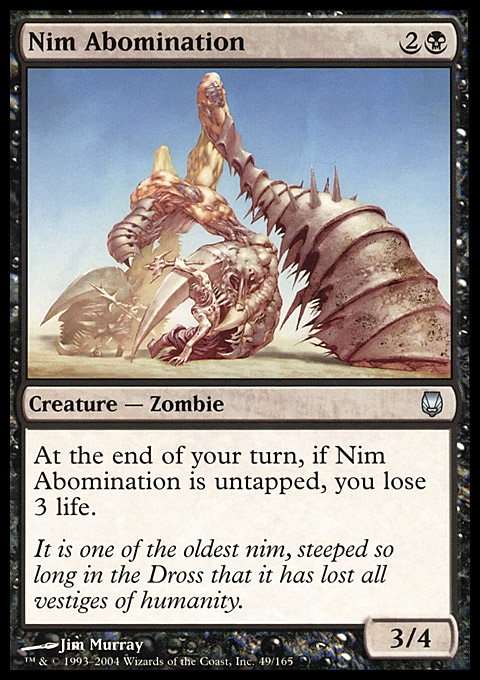 Nim Abomination 2
Creature — Zombie
At the end of your turn, if Nim
Abomination is untapped, you lose
3 life.
It is one of the oldest nim, steeped so
long in the Dross that it has lost all
vestiges of humanity.
Jim Murray
3/4
™ & © 1993–2004 Wizards of the Coast, Inc. 49/165